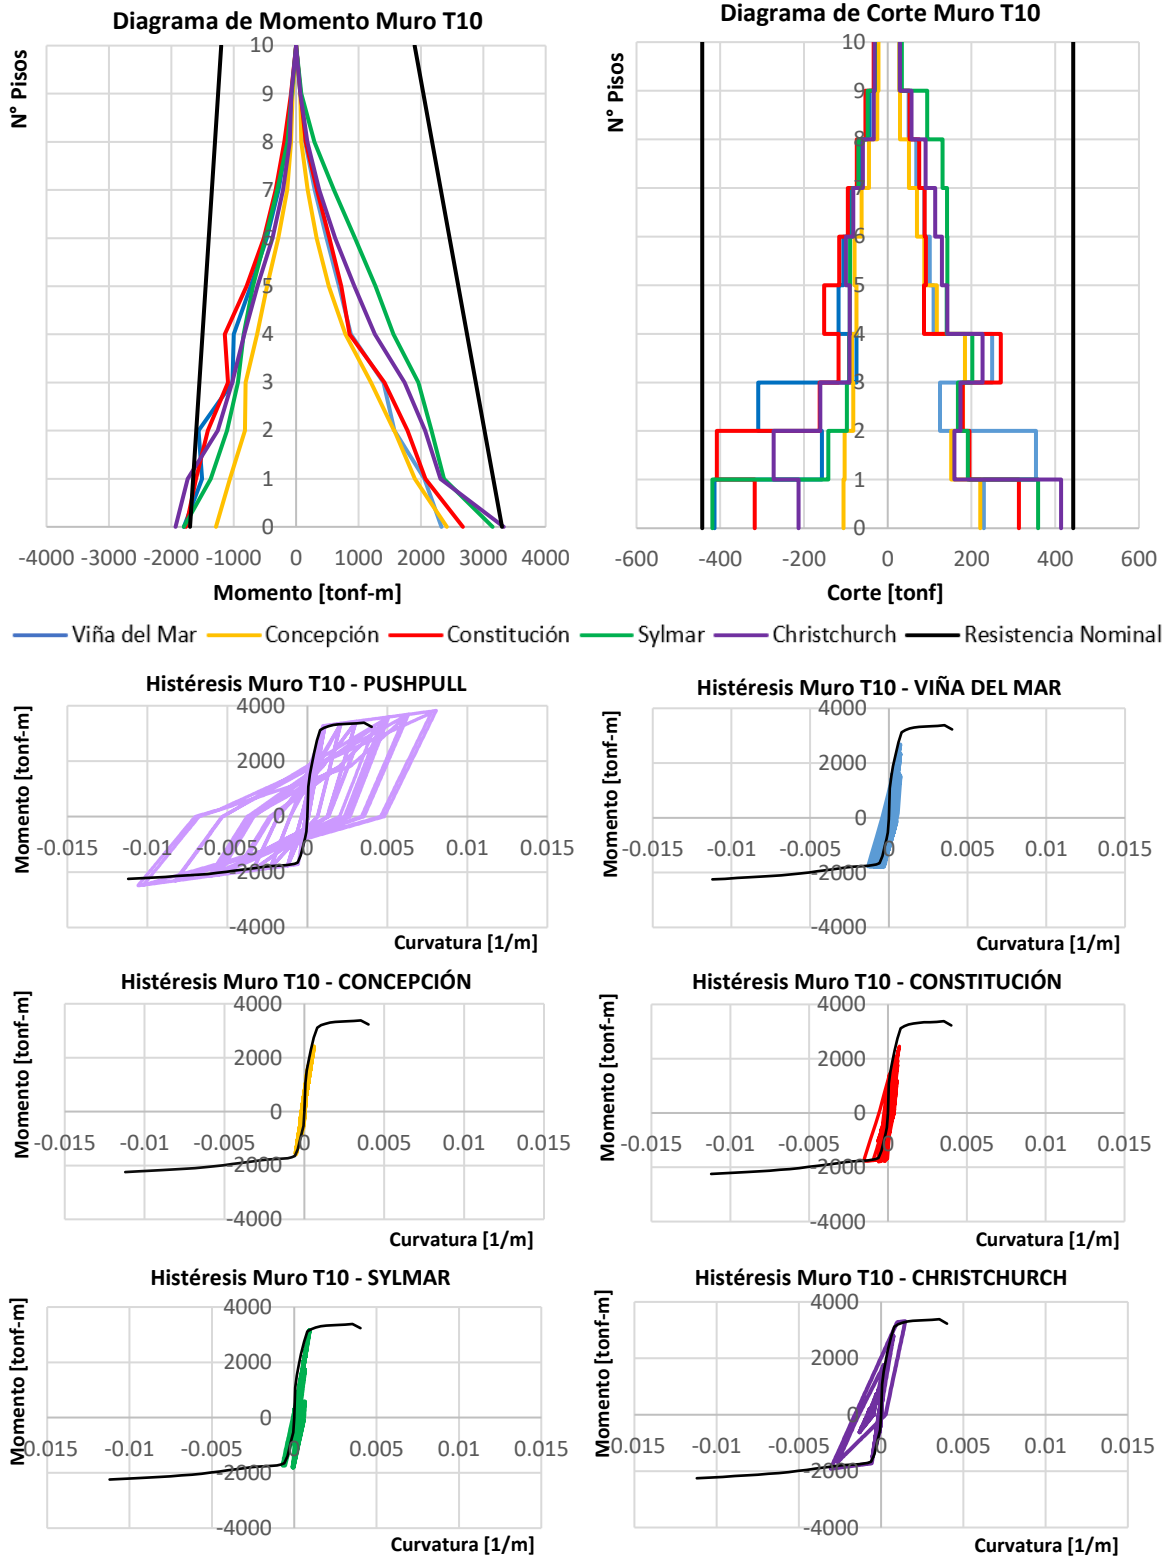 Diagrama de Momento Muro T10
N° Pisos
10
9
8
7
6
5
4
3
2
1
0
-4000 -3000 -2000 -1000 0 1000 2000 3000 4000
Momento [tonf-m]
Diagrama de Corte Muro T10
N° Pisos
10
9
8
7
6
5
4
3
2
1
0
-600 -400 -200 0 200 400 600
Corte [tonf]
Viña del Mar Concepción Constitución Sylmar Christchurch Resistencia Nominal
Histéresis Muro T10 - PUSHPULL
Momento [tonf-m]
4000
2000
0
-2000
-4000
-0.015 -0.01 -0.005 0 0.005 0.01 0.015
Curvatura [1/m]
Histéresis Muro T10 - VIÑA DEL MAR
Momento [tonf-m]
4000
2000
0
-2000
-4000
-0.015 -0.01 -0.005 0 0.005 0.01 0.015
Curvatura [1/m]
Histéresis Muro T10 - CONCEPCIÓN
Momento [tonf-m]
4000
2000
0
-2000
-4000
-0.015 -0.01 -0.005 0 0.005 0.01 0.015
Curvatura [1/m]
Histéresis Muro T10 - CONSTITUCIÓN
Momento [tonf-m]
4000
2000
0
-2000
-4000
-0.015 -0.01 -0.005 0 0.005 0.01 0.015
Curvatura [1/m]
Histéresis Muro T10 - SYLMAR
Momento [tonf-m]
4000
2000
0
-2000
-4000
-0.015 -0.01 -0.005 0 0.005 0.01 0.015
Curvatura [1/m]
Histéresis Muro T10 - CHRISTCHURCH
Momento [tonf-m]
4000
2000
0
-2000
-4000
-0.015 -0.01 -0.005 0 0.005 0.01 0.015
Curvatura [1/m]